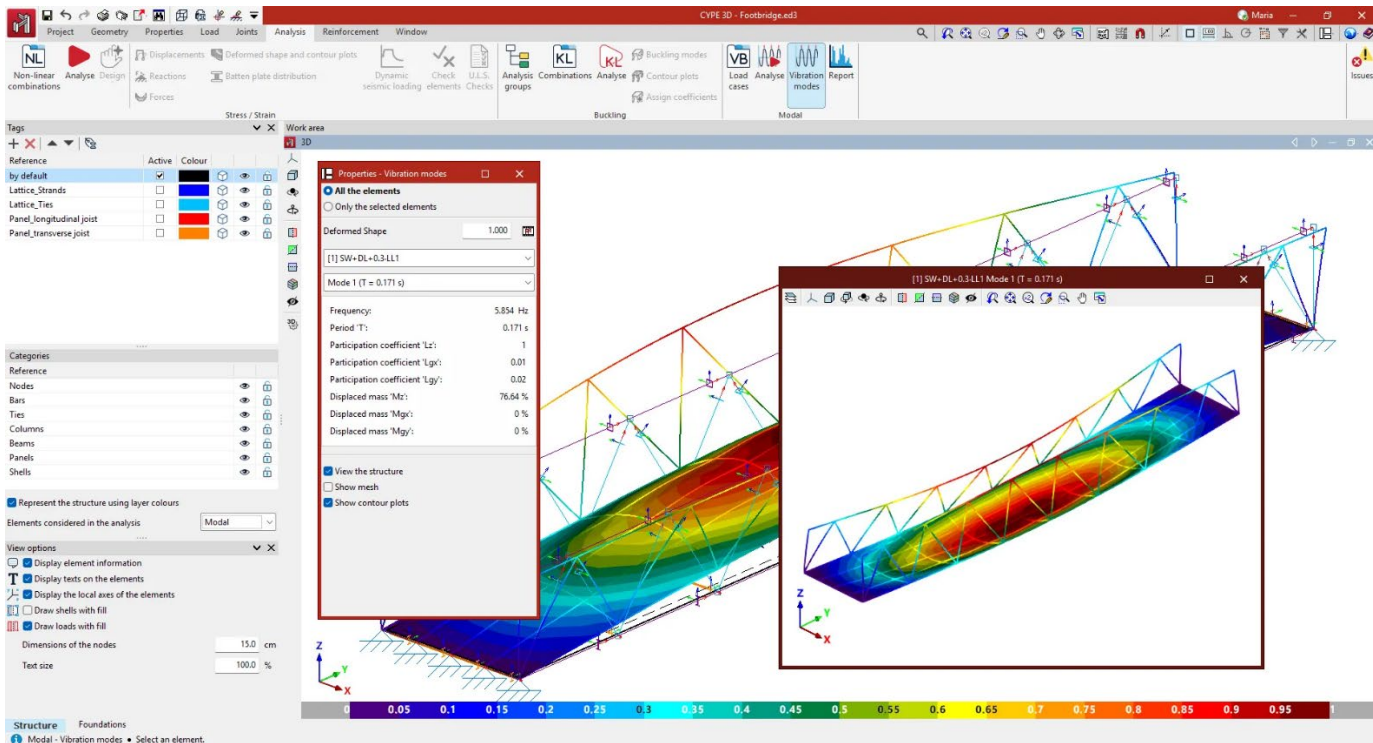 CYPE 3D - Footbridge.ed3
Maria
Project Geometry Properties Load Joints Analysis Reinforcement Window
NL
Non-linear combinations
Analyse
Design
Displacements
Reactions
Forces
Deformed shape and contour plots
Batten plate distribution
Dynamic seismic loading
Check elements
U.L.S. Checks
Stress / Strain
Analysis groups
KL
Combinations
KL
Analyse
Buckling modes
Contour plots
Assign coefficients
Buckling
VB
Load cases
Analyse
Vibration modes
Report
Modal
Issues
Tags
Reference Active Colour
by default
Lattice_Strands
Lattice_Ties
Panel_longitudinal joist
Panel_transverse joist
Categories
Reference
Nodes
Bars
Ties
Columns
Beams
Panels
Shells
Represent the structure using layer colours
Elements considered in the analysis Modal
View options
Display element information
T Display texts on the elements
Display the local axes of the elements
Draw shells with fill
Draw loads with fill
Dimensions of the nodes 15.0 cm
Text size 100.0 %
Structure Foundations
Modal - Vibration modes • Select an element.
Work area
3D
Properties - Vibration modes
All the elements
Only the selected elements
Deformed Shape 1.000
[1] SW+DL+0.3·LL1
Mode 1 (T = 0.171 s)
Frequency: 5.854 Hz
Period 'T': 0.171 s
Participation coefficient 'Lz': 1
Participation coefficient 'Lgx': 0.01
Participation coefficient 'Lgy': 0.02
Displaced mass 'Mz': 76.64 %
Displaced mass 'Mgx': 0 %
Displaced mass 'Mgy': 0 %
View the structure
Show mesh
Show contour plots
[1] SW+DL+0.3·LL1 Mode 1 (T = 0.171 s)
Z
Y
X
Z
Y
X
0 0.05 0.1 0.15 0.2 0.25 0.3 0.35 0.4 0.45 0.5 0.55 0.6 0.65 0.7 0.75 0.8 0.85 0.9 0.95 1